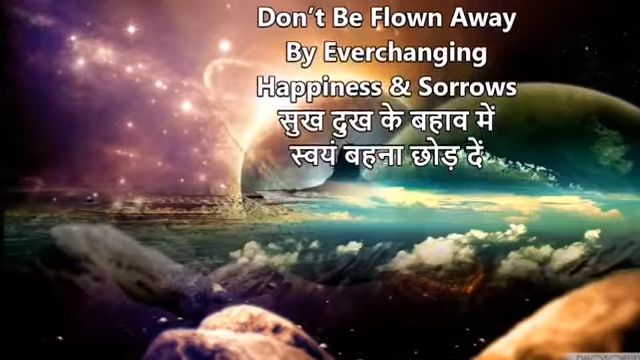 Don't Be Flown Away
By Everchanging
Happiness & Sorrows
सुख दुख के बहाव में
स्वयं बहना छोड़ दें